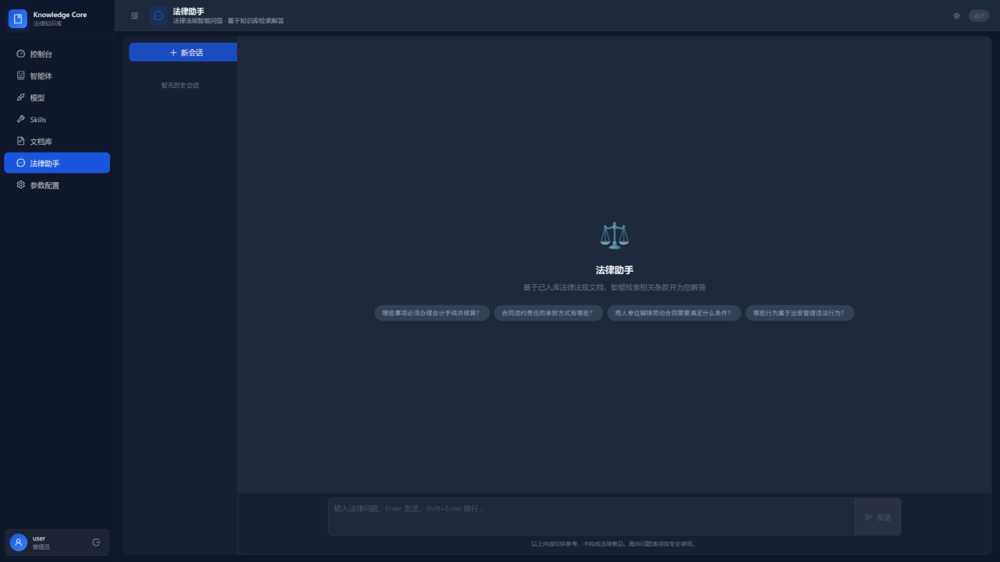 Knowledge Core
法律知识库
控制台
智能体
模型
Skills
文档库
法律助手
参数配置
user
管理员
法律助手
法律法规智能问答 · 基于知识库检索解答
v0.1
新会话
暂无历史会话
法律助手
基于已入库法律法规文档，智能检索相关条款并为您解答
哪些事项必须办理会计手续并核算？
合同违约责任的承担方式有哪些？
用人单位解除劳动合同需要满足什么条件？
哪些行为属于治安管理违法行为？
输入法律问题，Enter 发送，Shift+Enter 换行...
发送
以上内容仅供参考，不构成法律意见。具体问题请咨询专业律师。